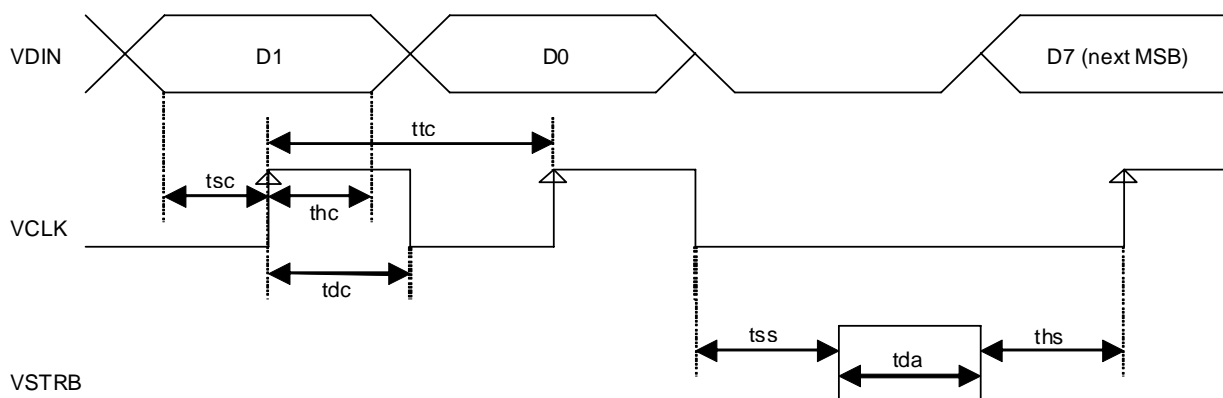 VDIN
D1
D0
D7 (next MSB)
ttc
tsc
thc
VCLK
tdc
tss
ths
tda
VSTRB